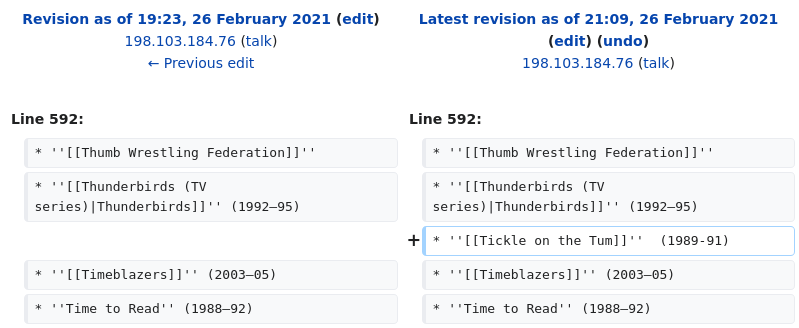 Revision as of 19:23, 26 February 2021 (edit)
198.103.184.76 (talk)
← Previous edit
Latest revision as of 21:09, 26 February 2021
(edit) (undo)
198.103.184.76 (talk)
Line 592:
Line 592:
* ''[[Thumb Wrestling Federation]]''
* ''[[Thumb Wrestling Federation]]''
* ''[[Thunderbirds (TV
series)|Thunderbirds]]'' (1992–95)
* ''[[Thunderbirds (TV
series)|Thunderbirds]]'' (1992–95)
+ * ''[[Tickle on the Tum]]''  (1989-91)
* ''[[Timeblazers]]'' (2003–05)
* ''[[Timeblazers]]'' (2003–05)
* ''Time to Read'' (1988–92)
* ''Time to Read'' (1988–92)